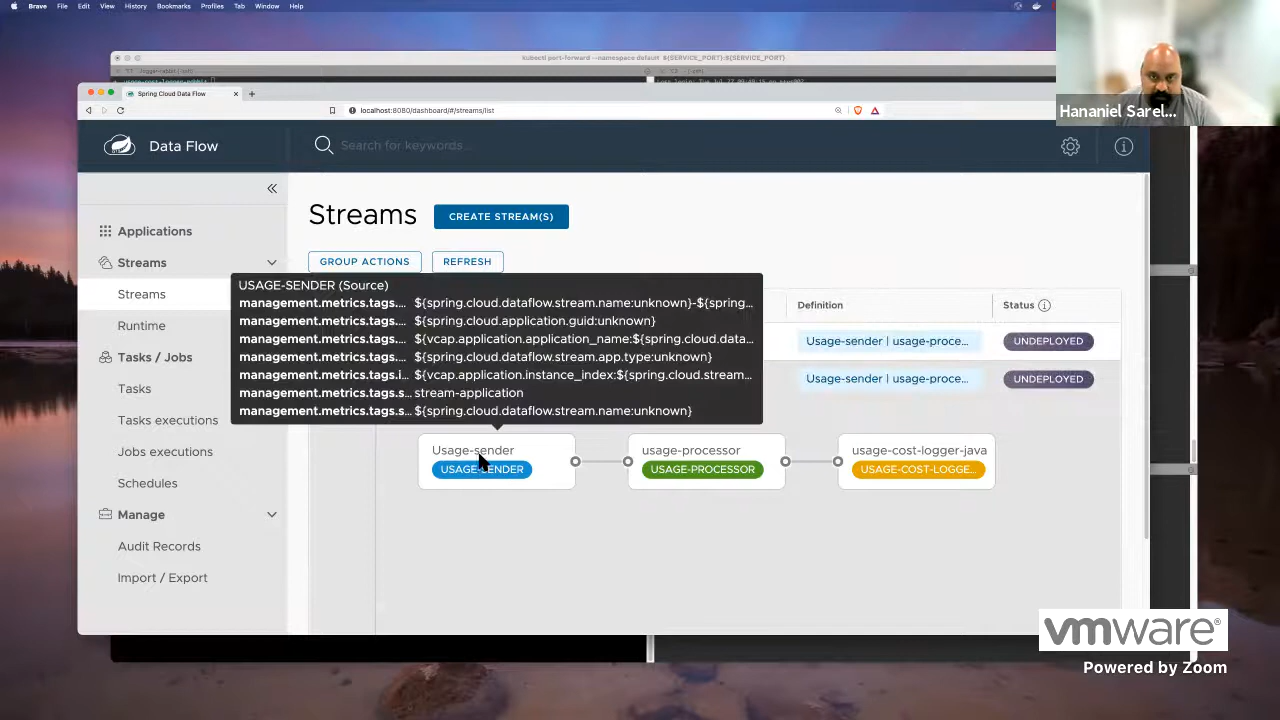 Brave File Edit View History Bookmarks Profiles Tab Window Help
kubectl port-forward --namespace default ${SERVICE_PORT}:${SERVICE_PORT}
Spring Cloud Data Flow
localhost:8080/dashboard/#/streams/list
Hananiel Sarel...
Data Flow
Search for keywords...
Applications
Streams
Streams
Runtime
Tasks / Jobs
Tasks
Tasks executions
Jobs executions
Schedules
Manage
Audit Records
Import / Export
Streams
CREATE STREAM(S)
GROUP ACTIONS
REFRESH
Definition
Status
Usage-sender | usage-proce...
UNDEPLOYED
Usage-sender | usage-proce...
UNDEPLOYED
USAGE-SENDER (Source)
management.metrics.tags.... ${spring.cloud.dataflow.stream.name:unknown}-${spring...
management.metrics.tags.... ${spring.cloud.application.guid:unknown}
management.metrics.tags.... ${vcap.application.application_name:${spring.cloud.data...
management.metrics.tags.... ${spring.cloud.dataflow.stream.app.type:unknown}
management.metrics.tags.i... ${vcap.application.instance_index:${spring.cloud.stream...
management.metrics.tags.s... stream-application
management.metrics.tags.s... ${spring.cloud.dataflow.stream.name:unknown}
Usage-sender
USAGE-SENDER
usage-processor
USAGE-PROCESSOR
usage-cost-logger-java
USAGE-COST-LOGGE...
vmware®
Powered by Zoom